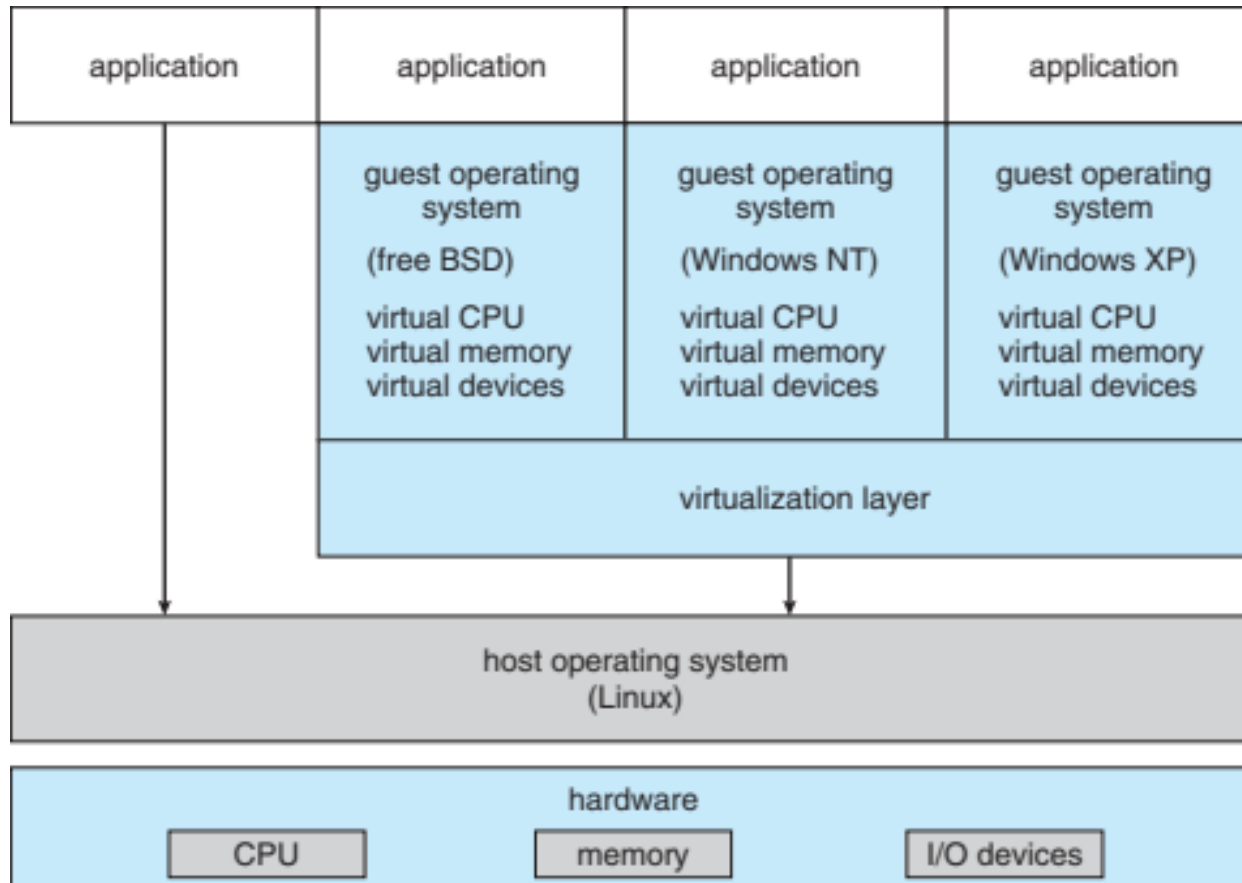 application
application
application
application
guest operating
system
(free BSD)
virtual CPU
virtual memory
virtual devices
guest operating
system
(Windows NT)
virtual CPU
virtual memory
virtual devices
guest operating
system
(Windows XP)
virtual CPU
virtual memory
virtual devices
virtualization layer
host operating system
(Linux)
hardware
CPU
memory
I/O devices